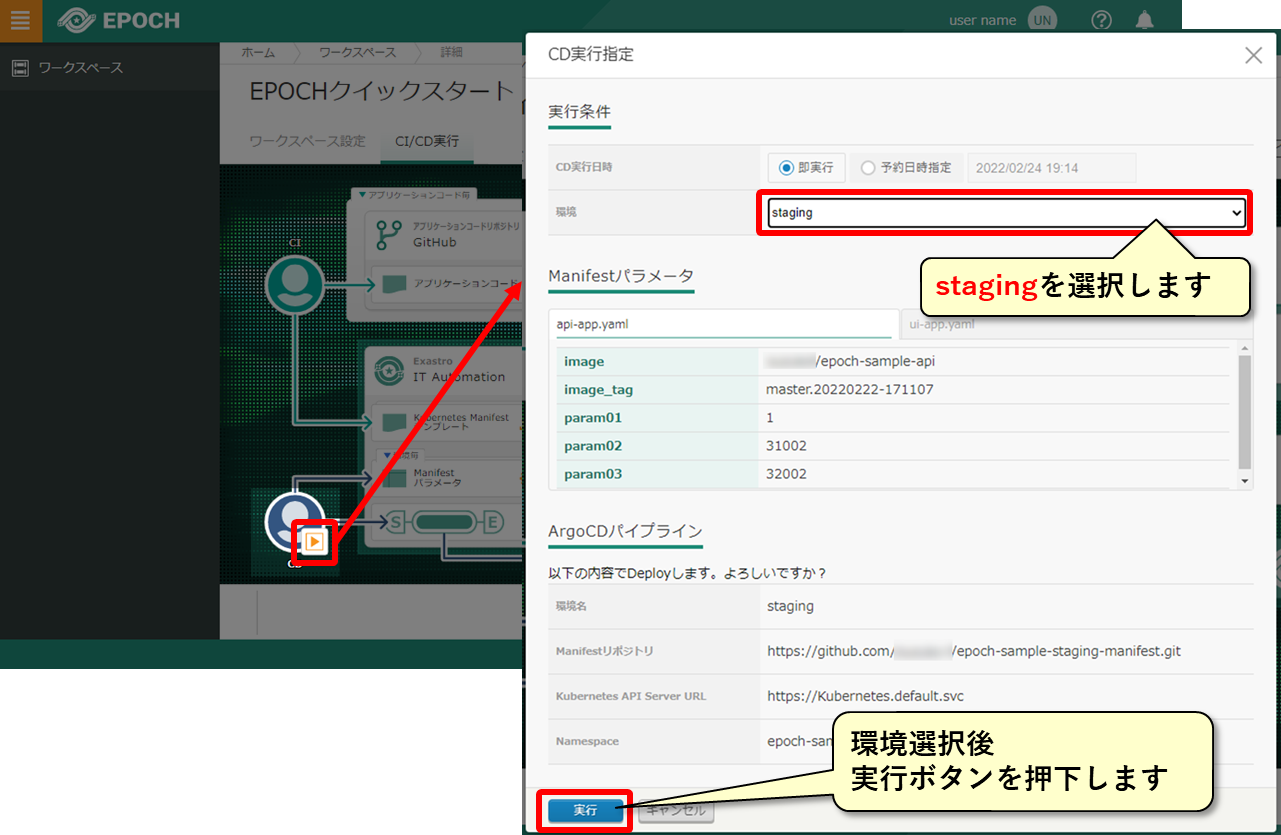 EPOCH
user name
UN
ワークスペース
ホーム
ワークスペース
詳細
EPOCHクイックスタート
ワークスペース設定
CI/CD実行
▼アプリケーションコード毎
アプリケーションコードリポジトリ
GitHub
アプリケーションコード
CI
Exastro
IT Automation
Kubernetes Manifest
テンプレート
Manifest
パラメータ
S
E
CD
CD実行指定
実行条件
CD実行日時
即実行
予約日時指定
2022/02/24 19:14
環境
staging
stagingを選択します
Manifestパラメータ
api-app.yaml
ui-app.yaml
image
/epoch-sample-api
image_tag
master.20220222-171107
param01
1
param02
31002
param03
32002
ArgoCDパイプライン
以下の内容でDeployします。よろしいですか？
環境名
staging
Manifestリポジトリ
https://github.com/
/epoch-sample-staging-manifest.git
Kubernetes API Server URL
https://Kubernetes.default.svc
Namespace
環境選択後
実行ボタンを押下します
実行
キャンセル